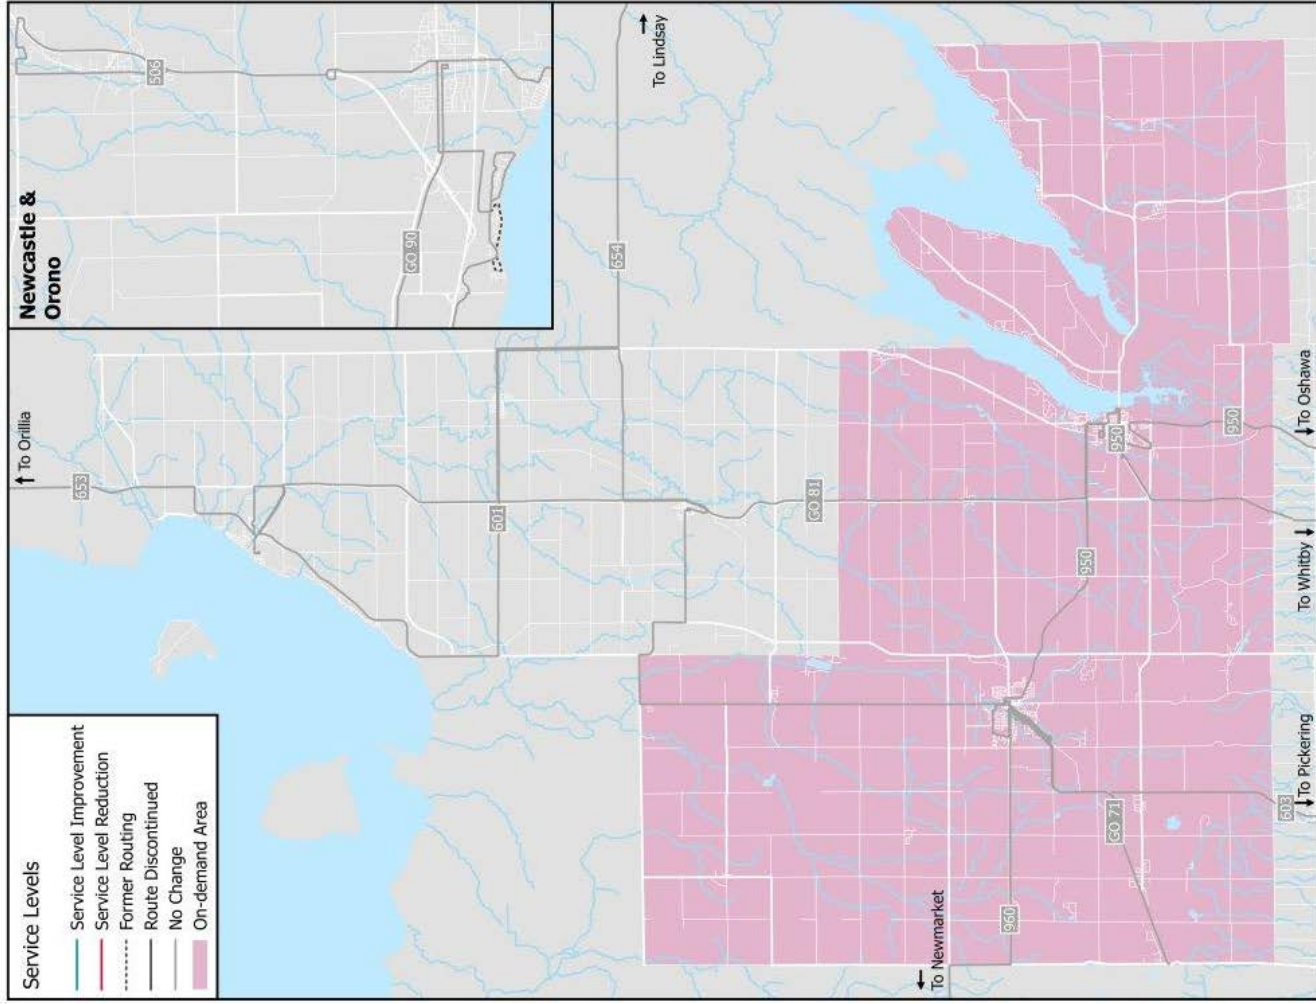 Service Levels
Service Level Improvement
Service Level Reduction
Former Routing
Route Discontinued
No Change
On-demand Area
Newcastle &
Orono
506
GO 90
To Orillia
653
To Lindsay
654
601
GO 81
950
950
950
960
GO 71
603
To Newmarket
To Pickering
To Whitby
To Oshawa